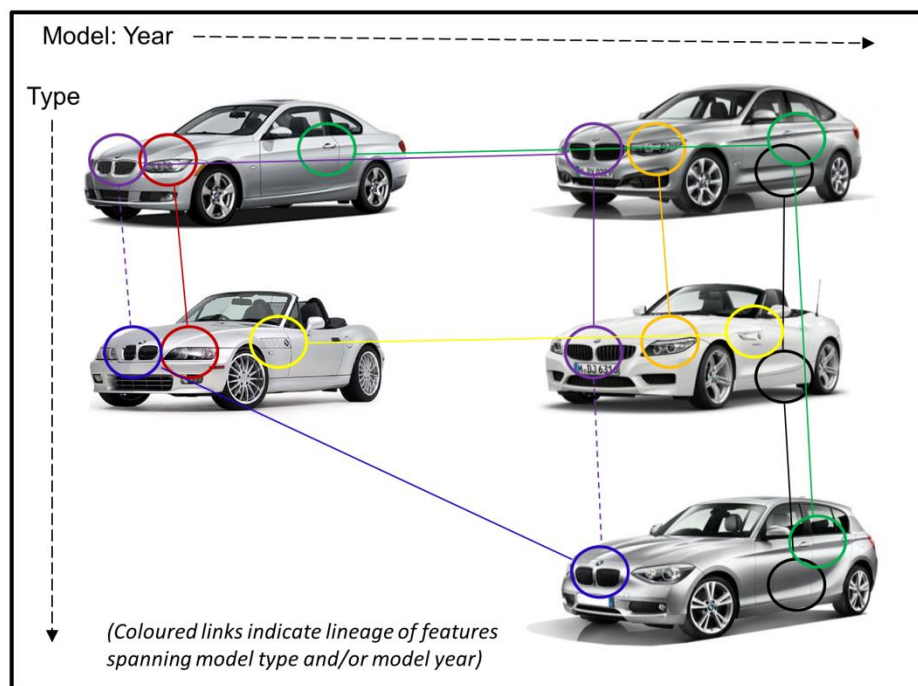 Model: Year
Type
(Coloured links indicate lineage of features
spanning model type and/or model year)